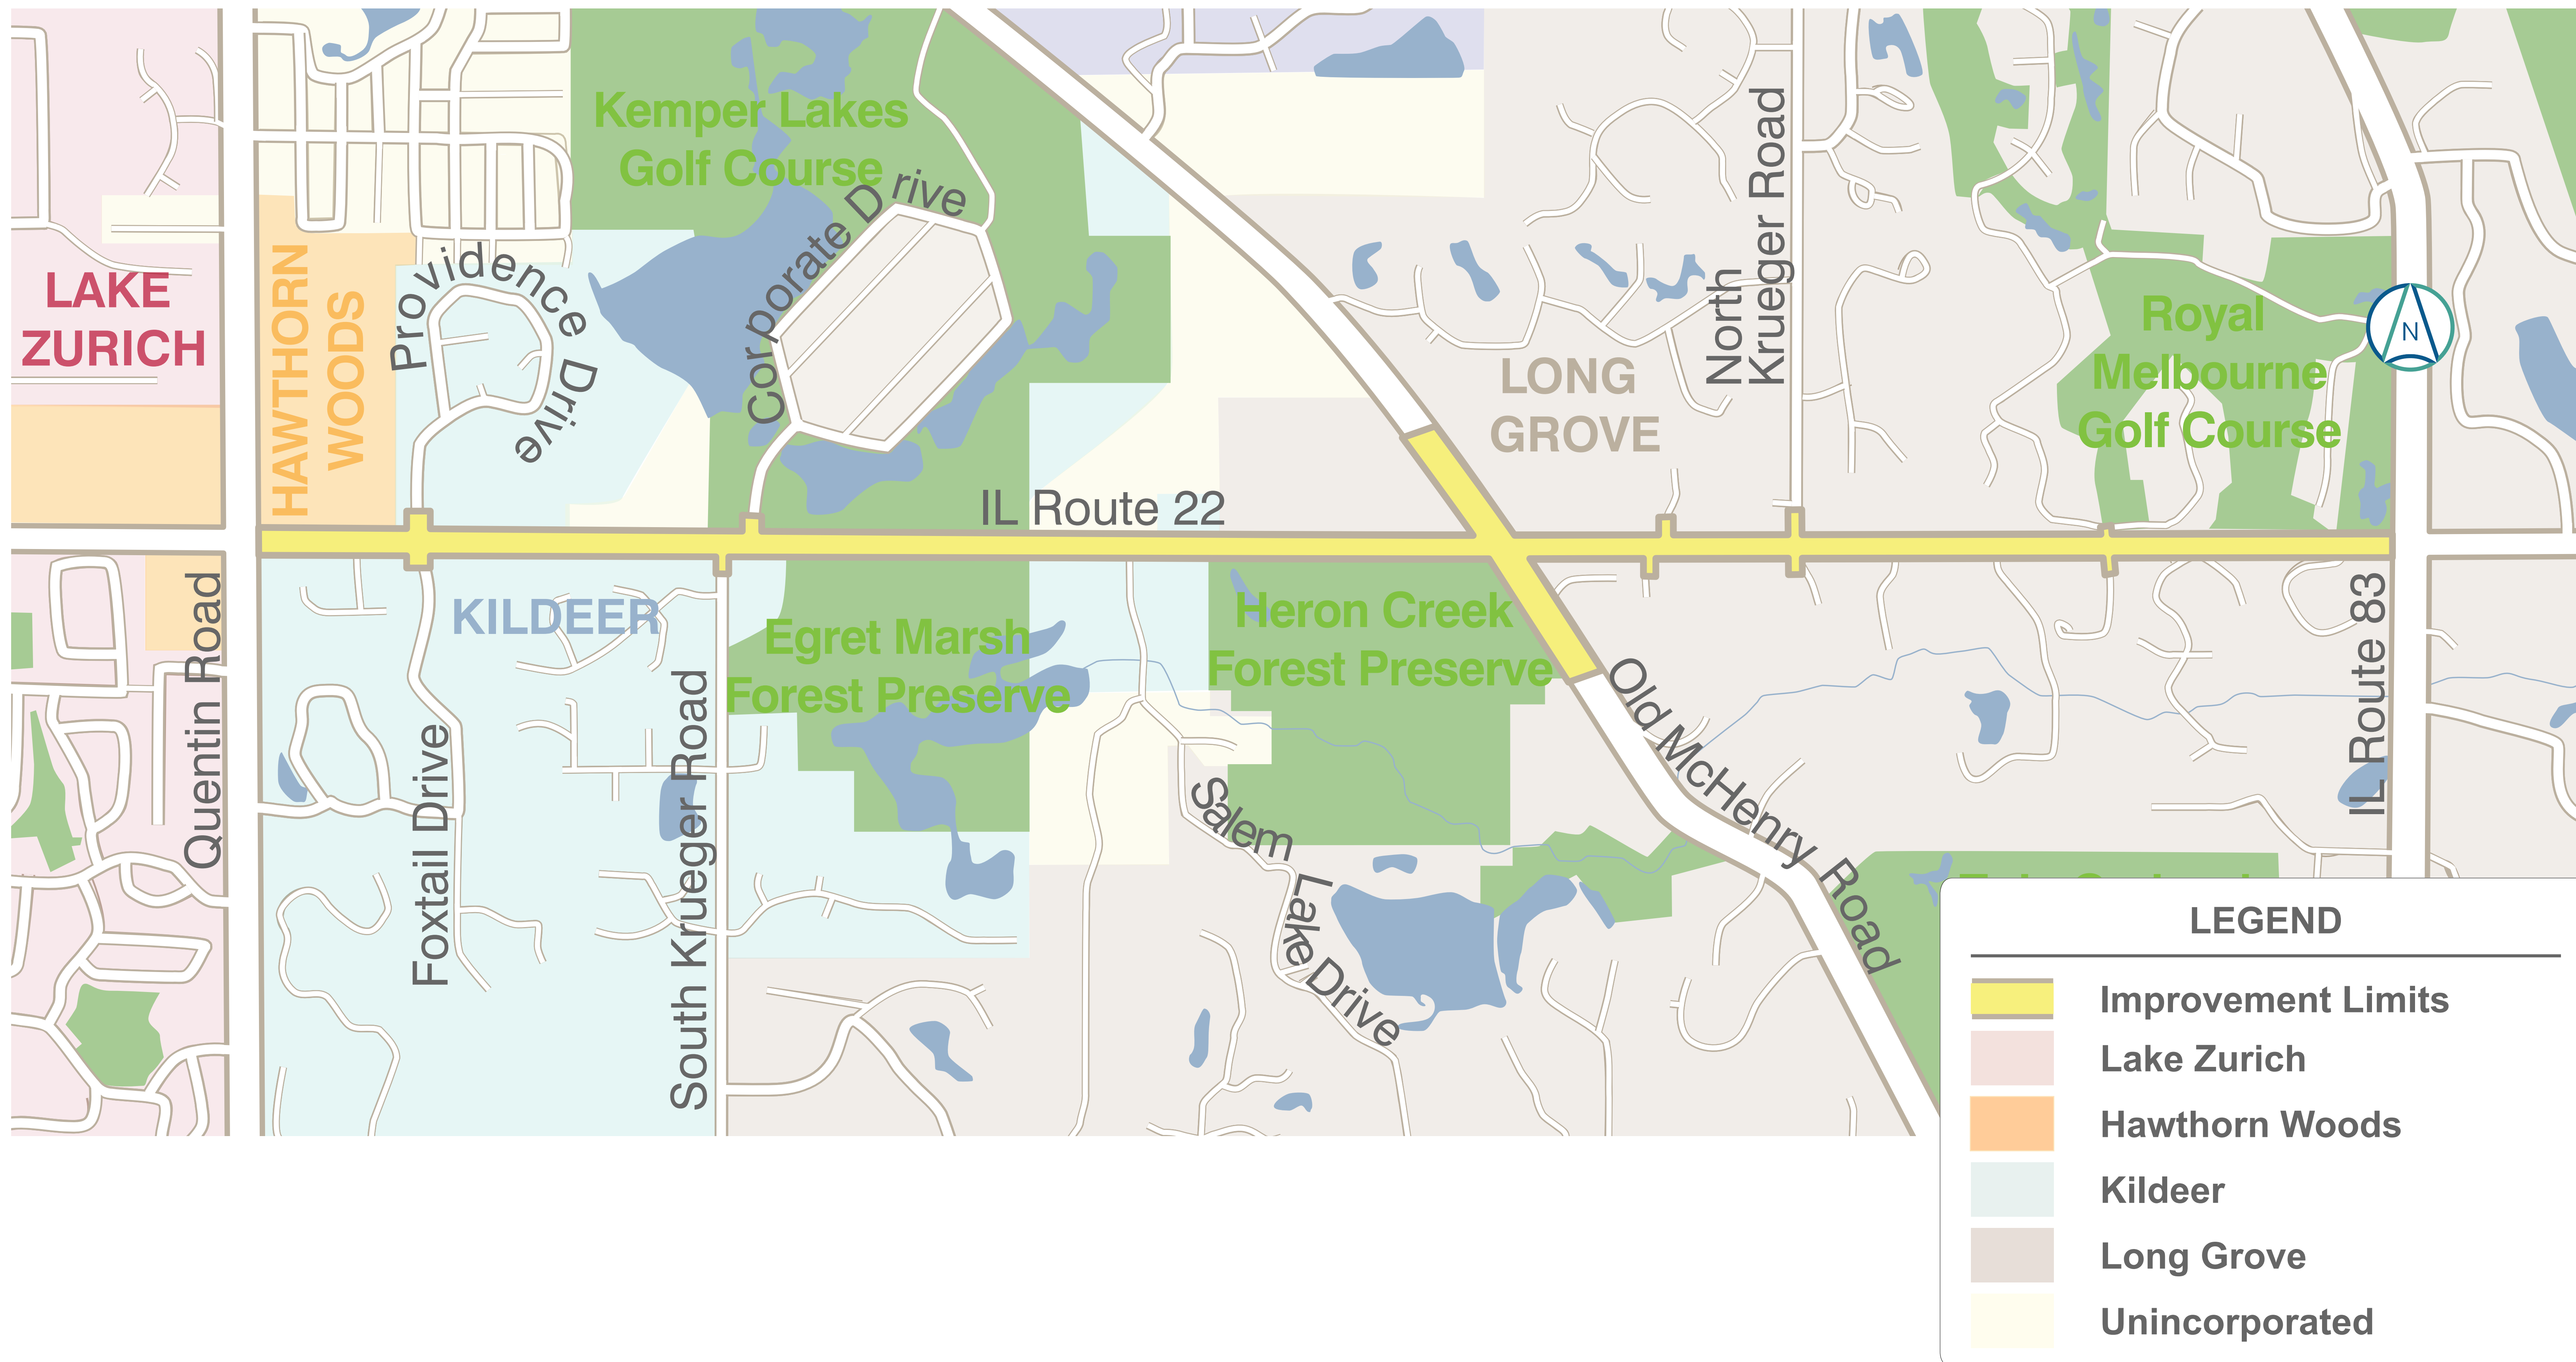 Kemper Lakes
Golf Course
Corporate Drive
North
Krueger Road
LAKE
ZURICH
HAWTHORN
WOODS
Providence Drive
LONG
GROVE
Royal
Melbourne
Golf Course
N
IL Route 22
Quentin Road
KILDEER
Egret Marsh
Forest Preserve
Heron Creek
Forest Preserve
IL Route 83
Foxtail Drive
South Krueger Road
Salem Lake Drive
Old McHenry Road
LEGEND
Improvement Limits
Lake Zurich
Hawthorn Woods
Kildeer
Long Grove
Unincorporated